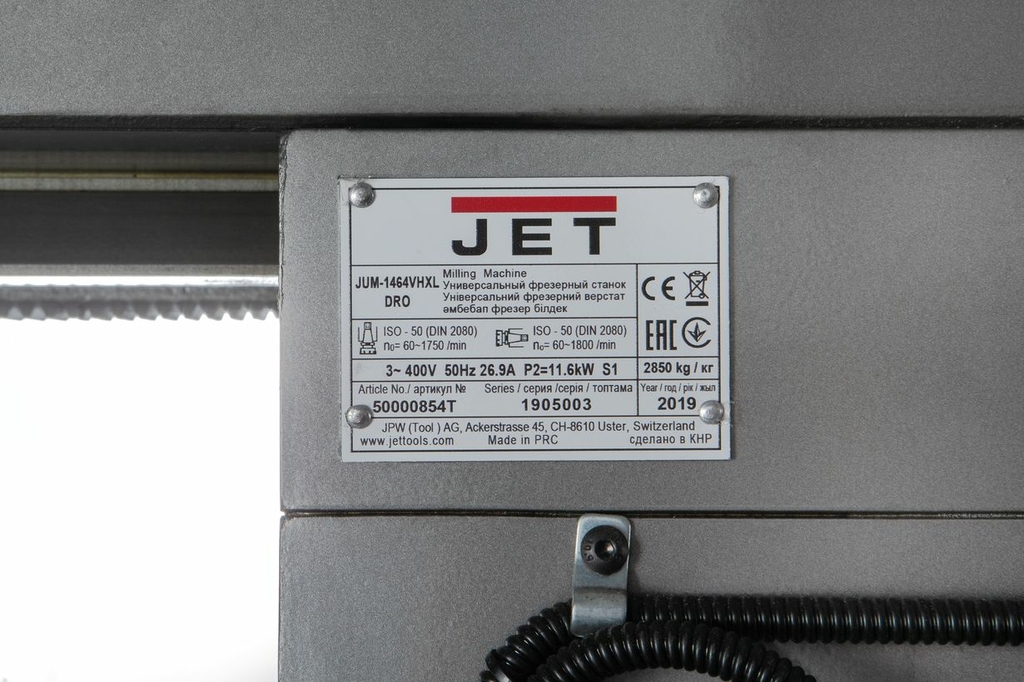 JET
JUM-1464VHXL
DRO
Milling Machine
Универсальный фрезерный станок
Універсальний фрезерний верстат
әмбебап фрезер білдек
CE
ISO - 50 (DIN 2080)
n₀= 60~1750 /min
ISO - 50 (DIN 2080)
n₀= 60~1800 /min
EAC
3~ 400V 50Hz 26.9A P2=11.6kW S1
2850 kg / кг
Article No./ артикул №
50000854T
Series / серия /серія / топтама
1905003
Year / год / рік / жыл
2019
JPW (Tool ) AG, Ackerstrasse 45, CH-8610 Uster, Switzerland
www.jettools.com Made in PRC сделано в КНР